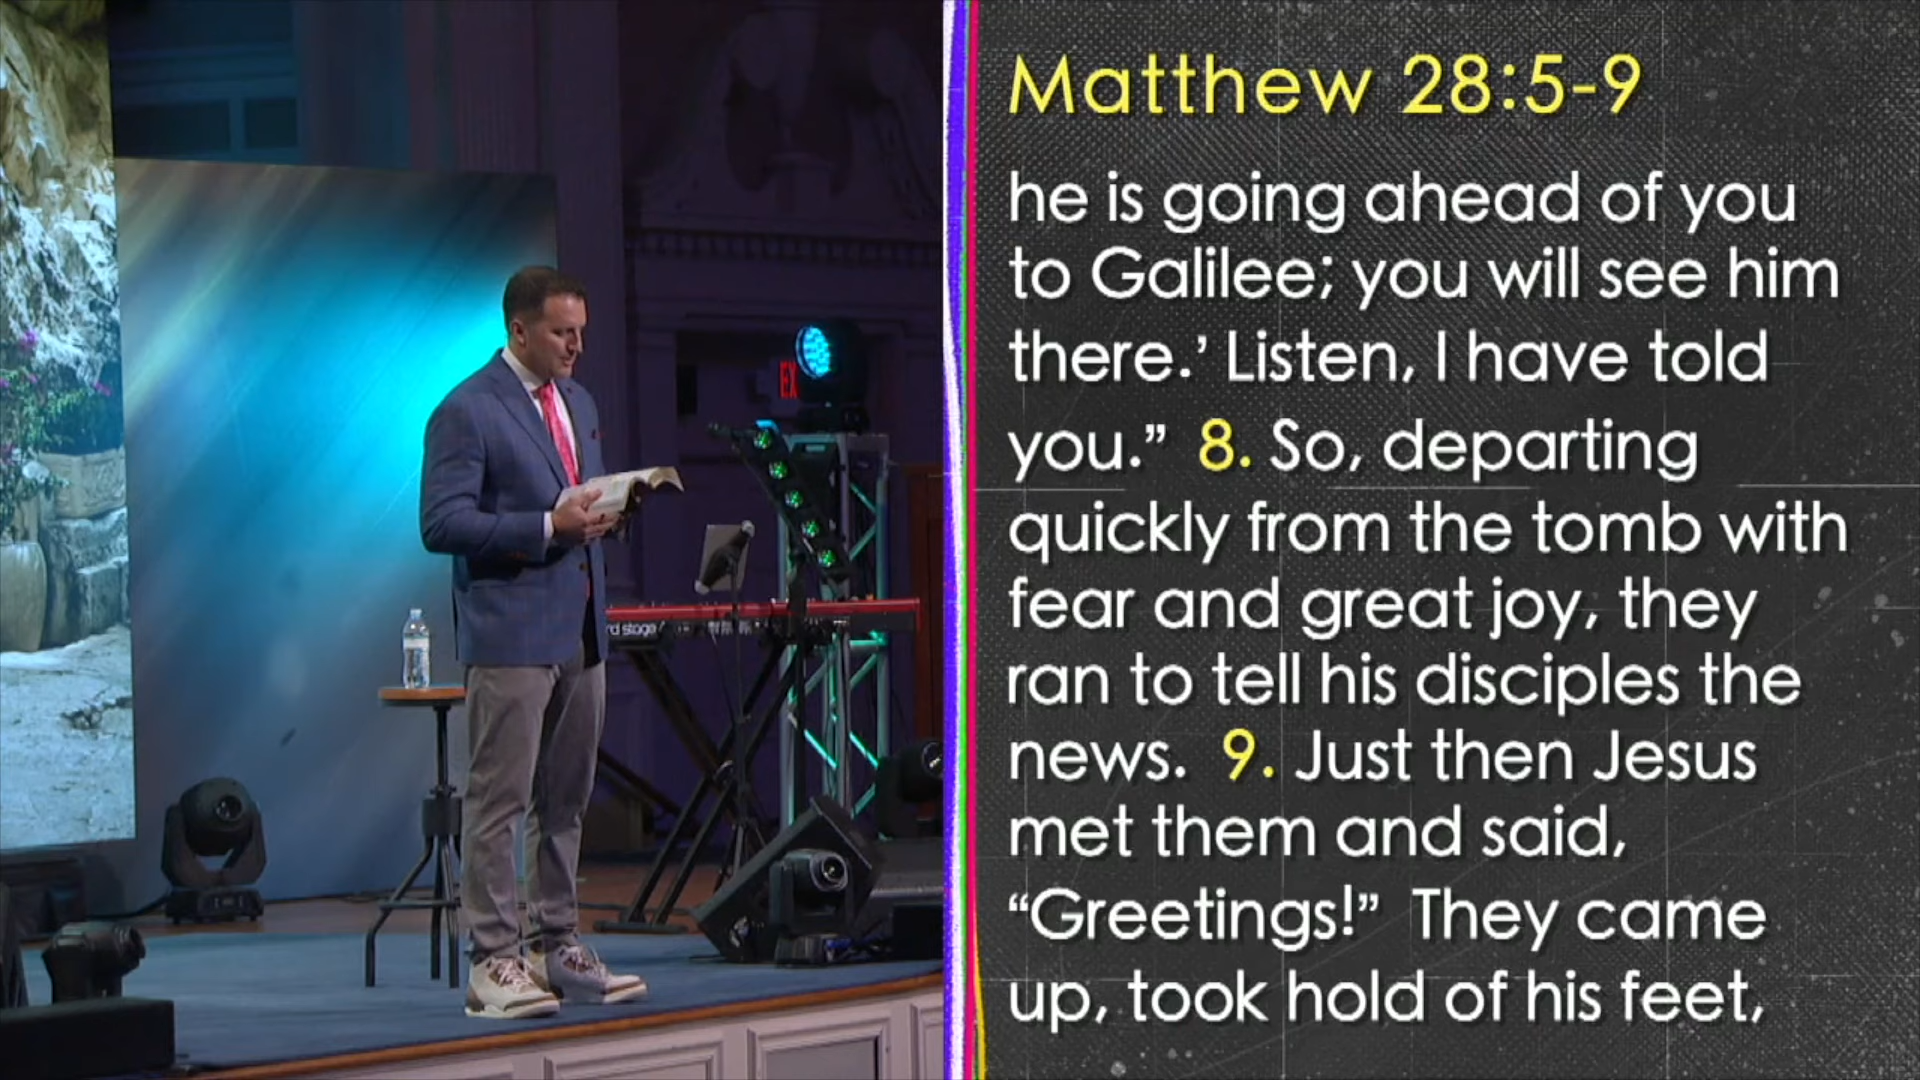 Matthew 28:5-9
he is going ahead of you
to Galilee; you will see him
there.’ Listen, I have told
you.” 8. So, departing
quickly from the tomb with
fear and great joy, they
ran to tell his disciples the
news. 9. Just then Jesus
met them and said,
“Greetings!” They came
up, took hold of his feet,
EX
rd stage